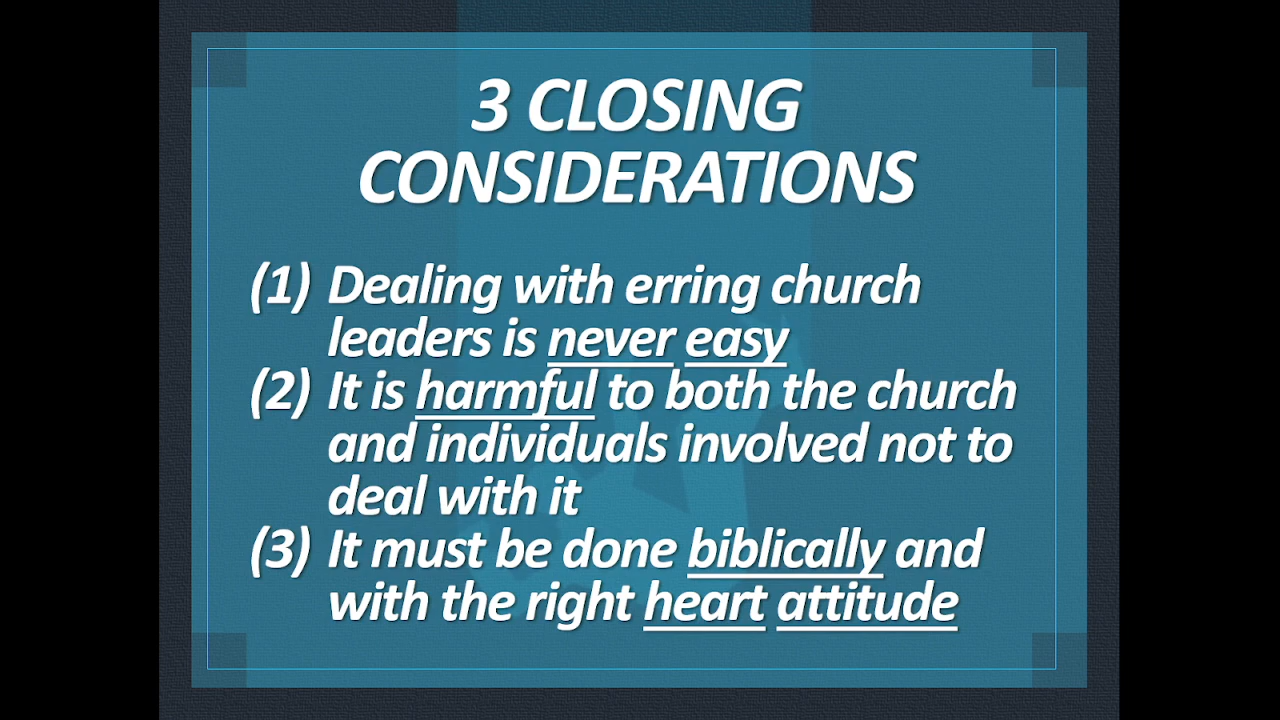 3 CLOSING
CONSIDERATIONS
(1) Dealing with erring church
leaders is never easy
(2) It is harmful to both the church
and individuals involved not to
deal with it
(3) It must be done biblically and
with the right heart attitude